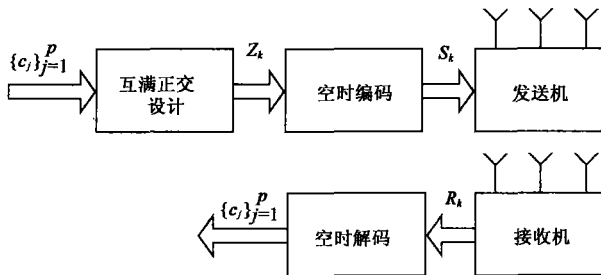 {c_j}_{j=1}^{p}
互满正交
设计
Z_k
空时编码
S_k
发送机
{c_j}_{j=1}^{p}
空时解码
R_k
接收机